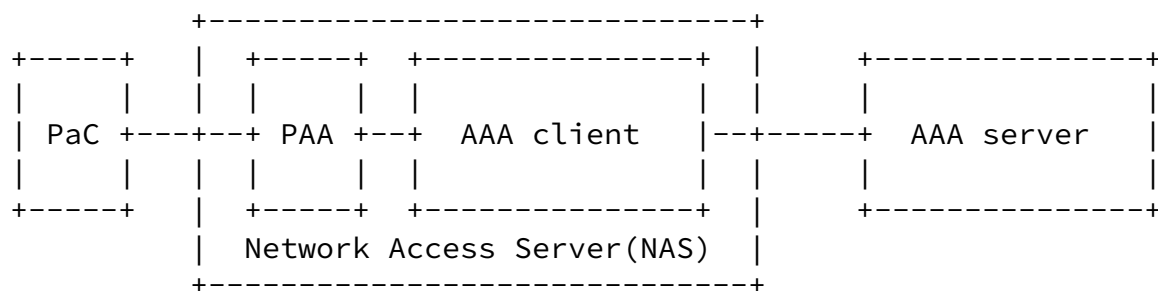 PaC PAA AAA client AAA server
Network Access Server(NAS)